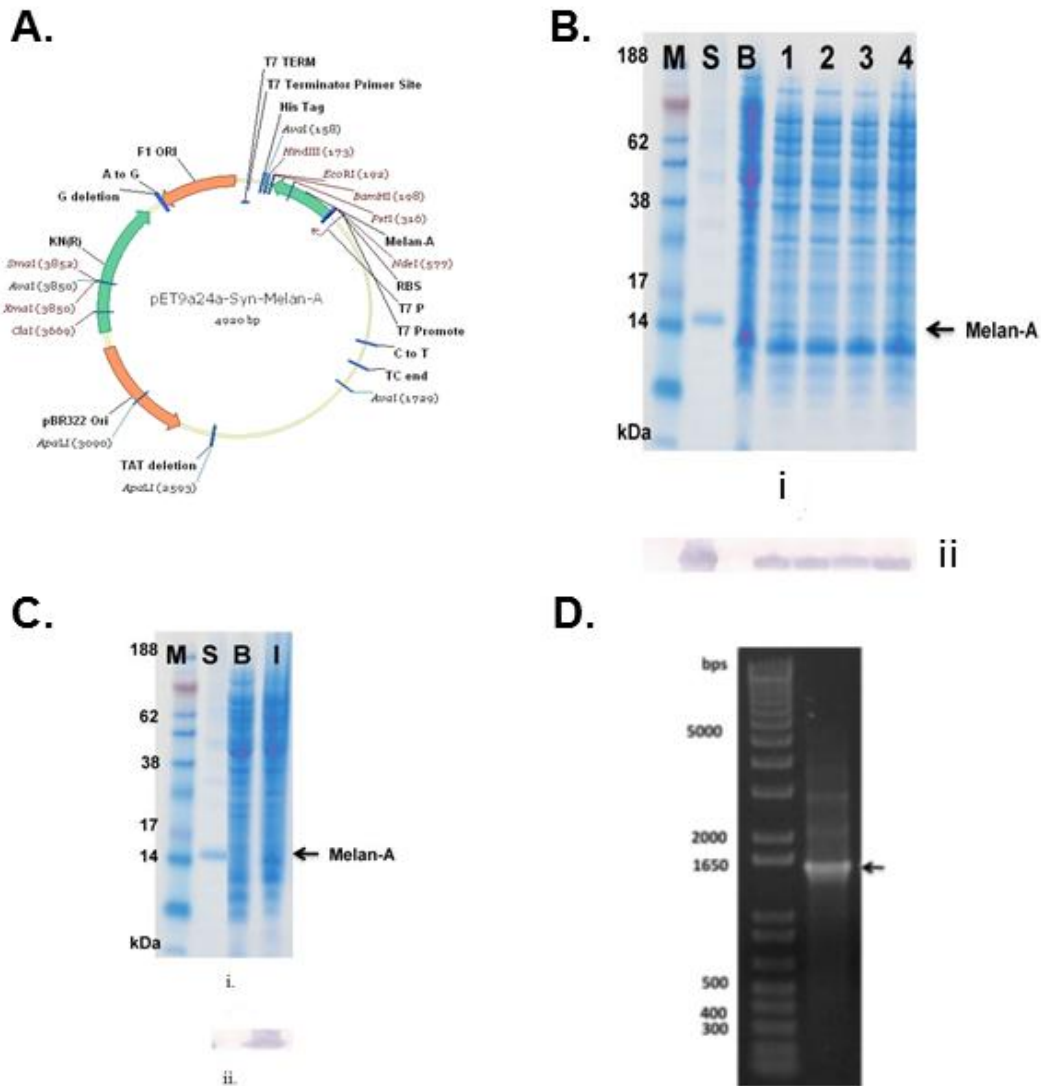 A.
T7 TERM
T7 Terminator Primer Site
His Tag
AvaI (158)
HindIII (173)
EcoRI (192)
BamHI (198)
PstI (316)
Melan-A
NdeI (577)
RBS
T7 P
T7 Promote
C to T
TC end
AvaI (1729)
F1 ORI
A to G
G deletion
KN(R)
SmaI (3852)
AvaI (3850)
XmaI (3850)
ClaI (3669)
pBR322 Ori
ApaLI (3090)
TAT deletion
ApaLI (2593)
pET9a24a-Syn-Melan-A
4920 bp
B.
M S B 1 2 3 4
188
62
38
17
14
kDa
Melan-A
i
ii
C.
M S B I
188
62
38
17
14
kDa
Melan-A
i.
ii.
D.
bps
5000
2000
1650
500
400
300